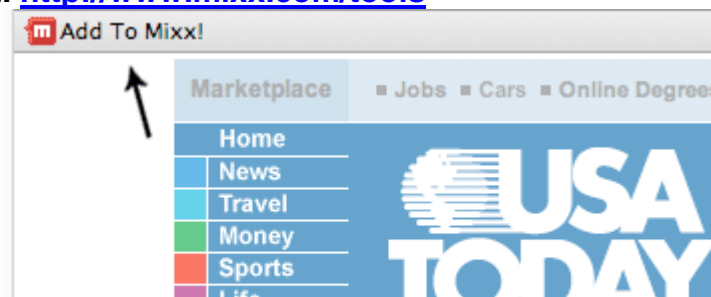 Add To Mixx!
Marketplace ■ Jobs ■ Cars ■ Online Degrees
Home
News
Travel
Money
Sports
USA
TODAY